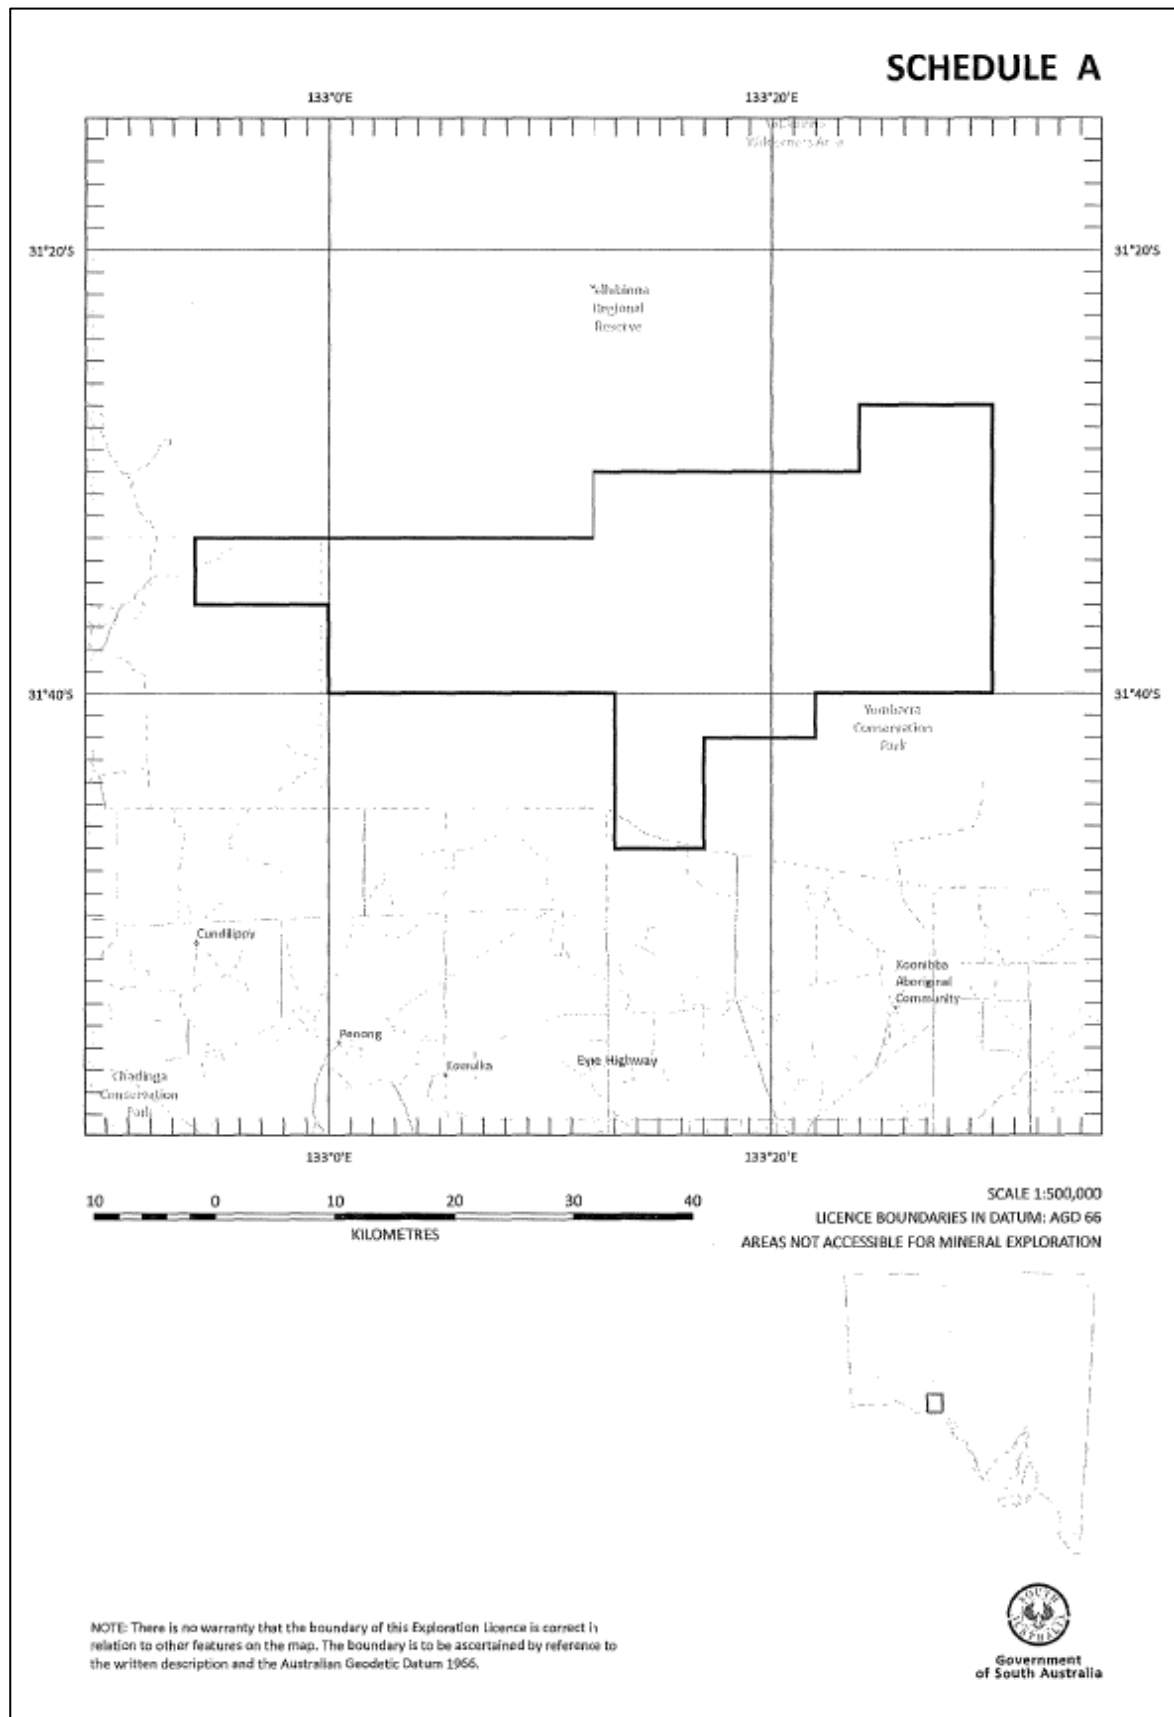 SCHEDULE A
133°0'E
133°20'E
Wilderness Area
31°20'S
31°20'S
Yellabinna
Regional
Reserve
31°40'S
31°40'S
Yumbarra
Conservation
Park
Cundilippy
Koonibba
Aboriginal
Community
Penong
Koowlka
Eyre Highway
Chadinga
Conservation
Park
133°0'E
133°20'E
10 0 10 20 30 40
KILOMETRES
SCALE 1:500,000
LICENCE BOUNDARIES IN DATUM: AGD 66
AREAS NOT ACCESSIBLE FOR MINERAL EXPLORATION
NOTE: There is no warranty that the boundary of this Exploration Licence is correct in
relation to other features on the map. The boundary is to be ascertained by reference to
the written description and the Australian Geodetic Datum 1966.
SOUTH
AUSTRALIA
Government
of South Australia